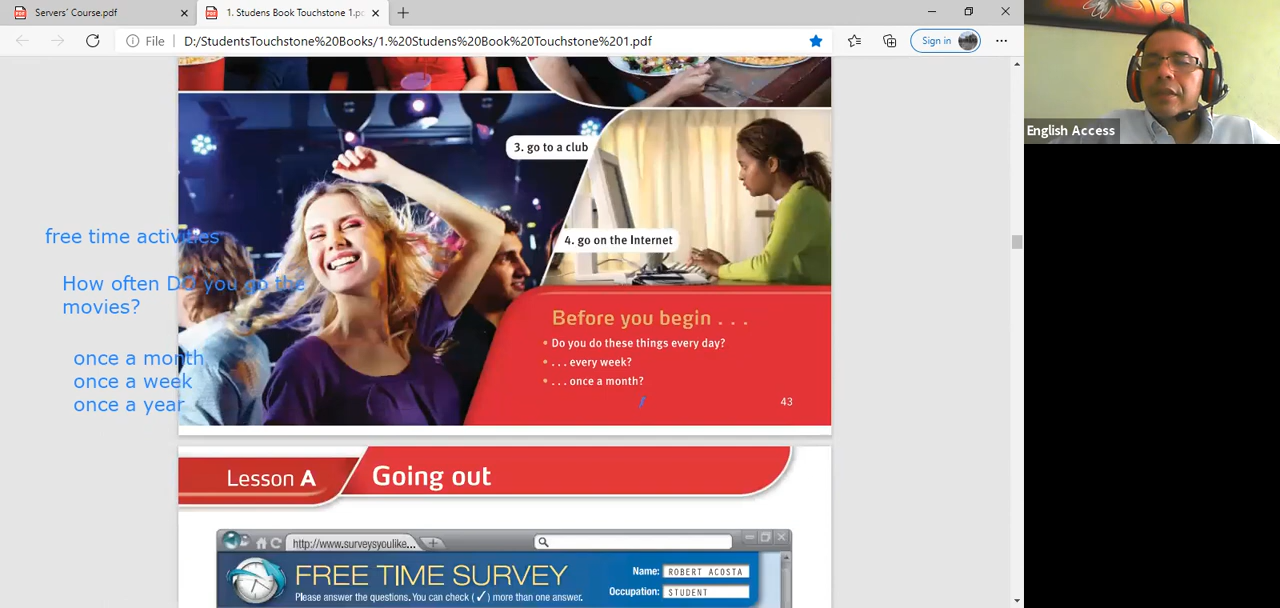 Servers' Course.pdf
1. Studens Book Touchstone 1.pc
File
D:/StudentsTouchstone%20Books/1.%20Studens%20Book%20Touchstone%201.pdf
Sign in
English Access
3. go to a club
4. go on the Internet
free time activities
How often DO you go the
movies?
once a month
once a week
once a year
Before you begin . . .
• Do you do these things every day?
• . . . every week?
• . . . once a month?
43
Lesson A
Going out
http://www.surveysyoulike...
FREE TIME SURVEY
Please answer the questions. You can check (✓) more than one answer.
Name: ROBERT ACOSTA
Occupation: STUDENT